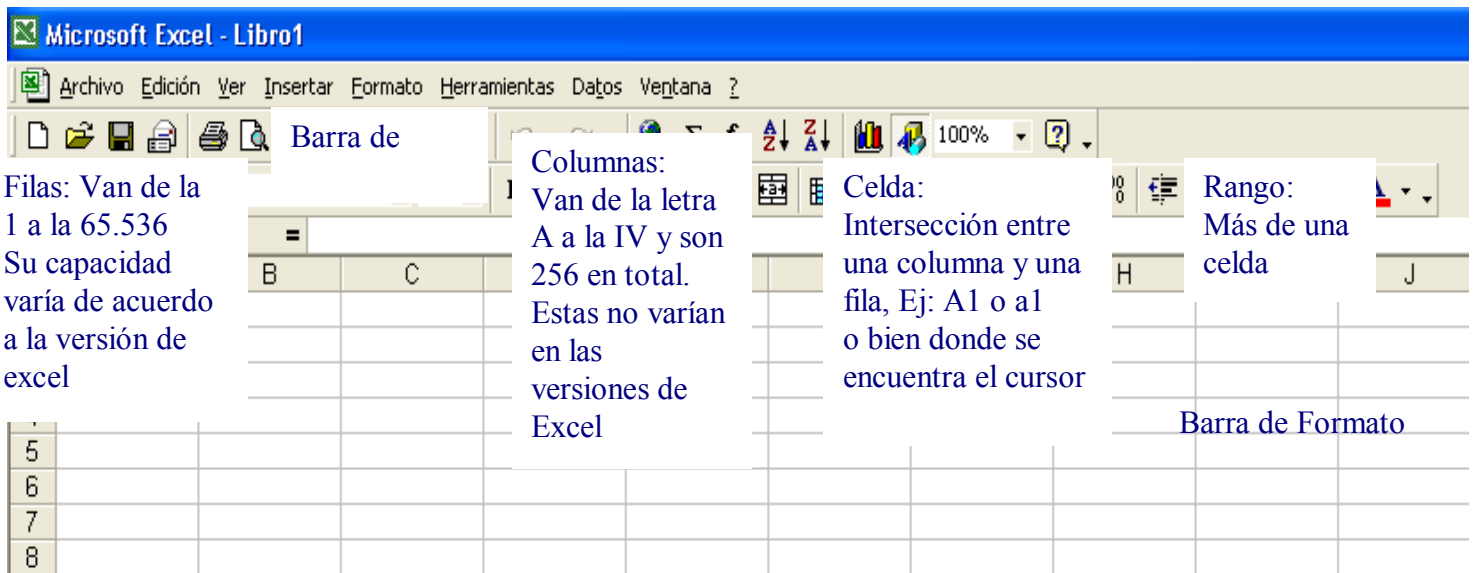 Microsoft Excel - Libro1
Archivo Edición Ver Insertar Formato Herramientas Datos Ventana ?
100%
Barra de
Filas: Van de la
1 a la 65.536
Su capacidad
varía de acuerdo
a la versión de
excel
Columnas:
Van de la letra
A a la IV y son
256 en total.
Estas no varían
en las
versiones de
Excel
Celda:
Intersección entre
una columna y una
fila, Ej: A1 o a1
o bien donde se
encuentra el cursor
Rango:
Más de una
celda
=
B C H J
Barra de Formato
5
6
7
8